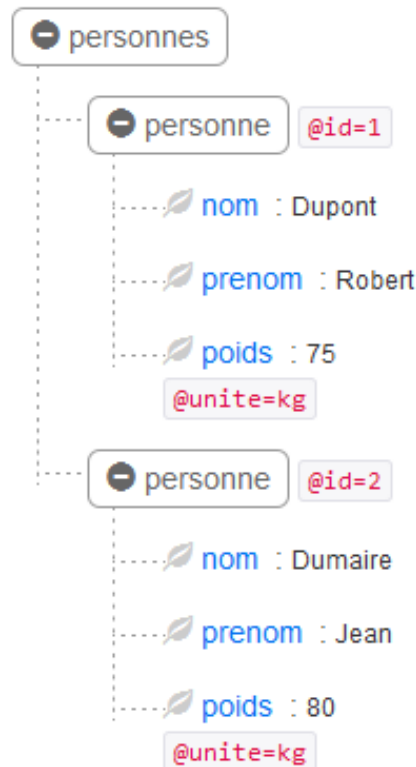 personnes
personne @id=1
nom : Dupont
prenom : Robert
poids : 75
@unite=kg
personne @id=2
nom : Dumaire
prenom : Jean
poids : 80
@unite=kg